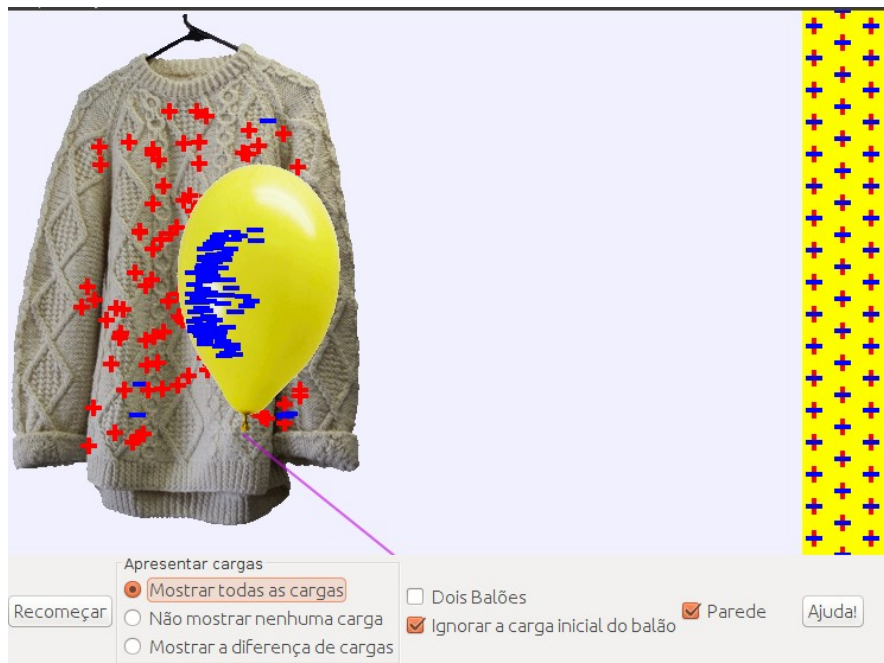 Apresentar cargas
Mostrar todas as cargas
Não mostrar nenhuma carga
Mostrar a diferença de cargas
Recomeçar
Dois Balões
Ignorar a carga inicial do balão
Parede
Ajuda!